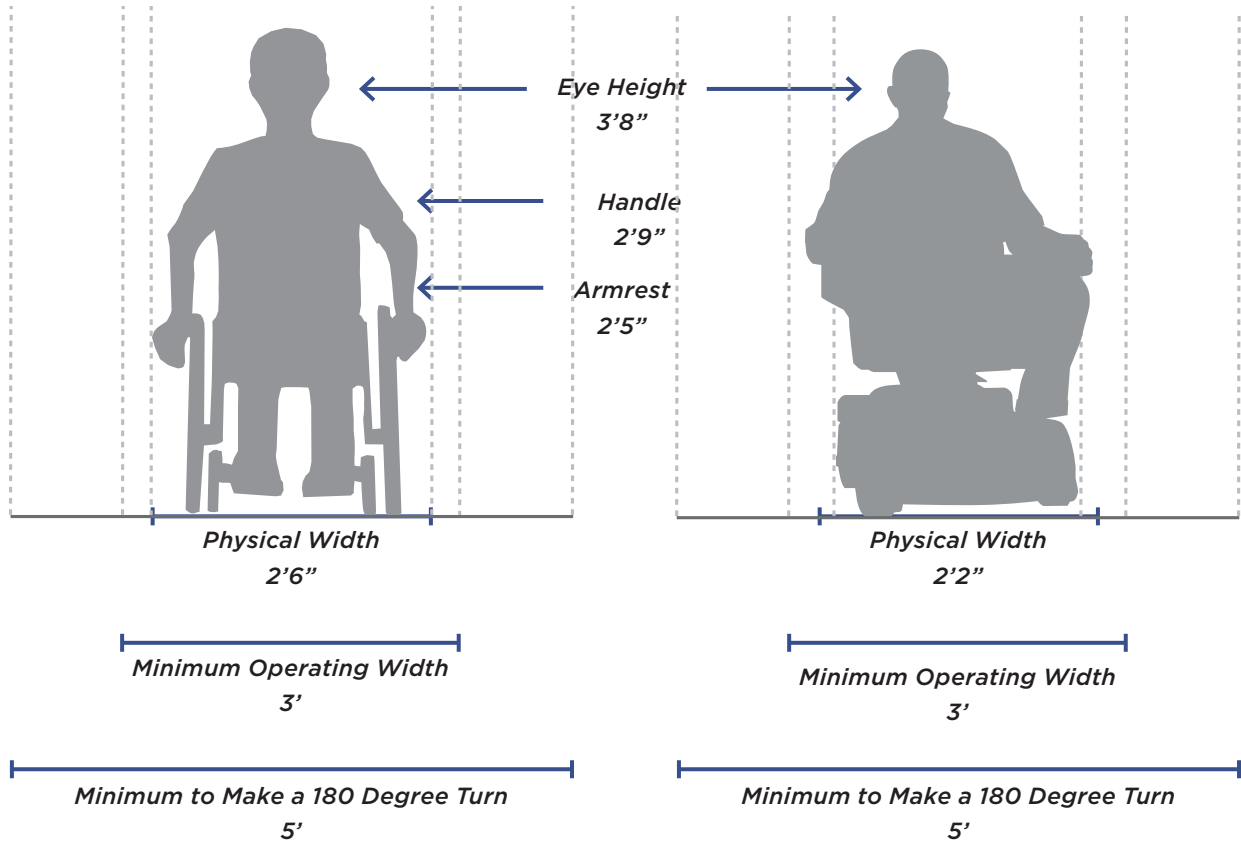 Eye Height
3’8”
Handle
2’9”
Armrest
2’5”
Physical Width
2’6”
Physical Width
2’2”
Minimum Operating Width
3’
Minimum Operating Width
3’
Minimum to Make a 180 Degree Turn
5’
Minimum to Make a 180 Degree Turn
5’